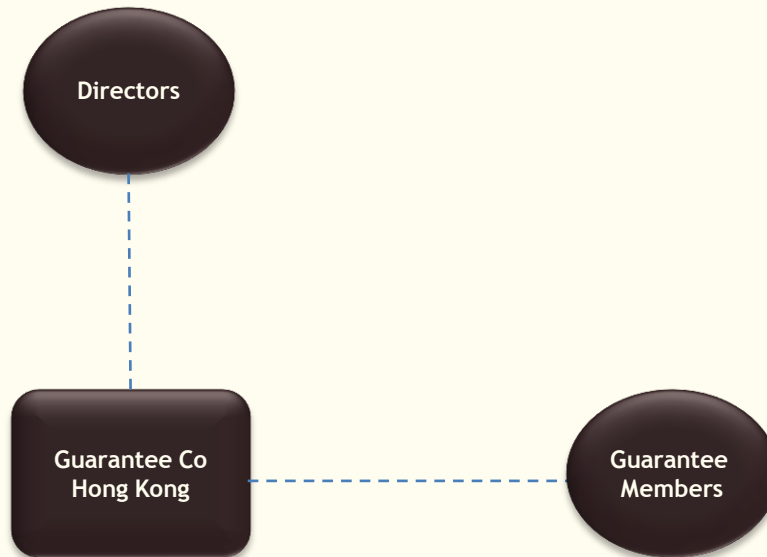 Directors
Guarantee Co
Hong Kong
Guarantee
Members